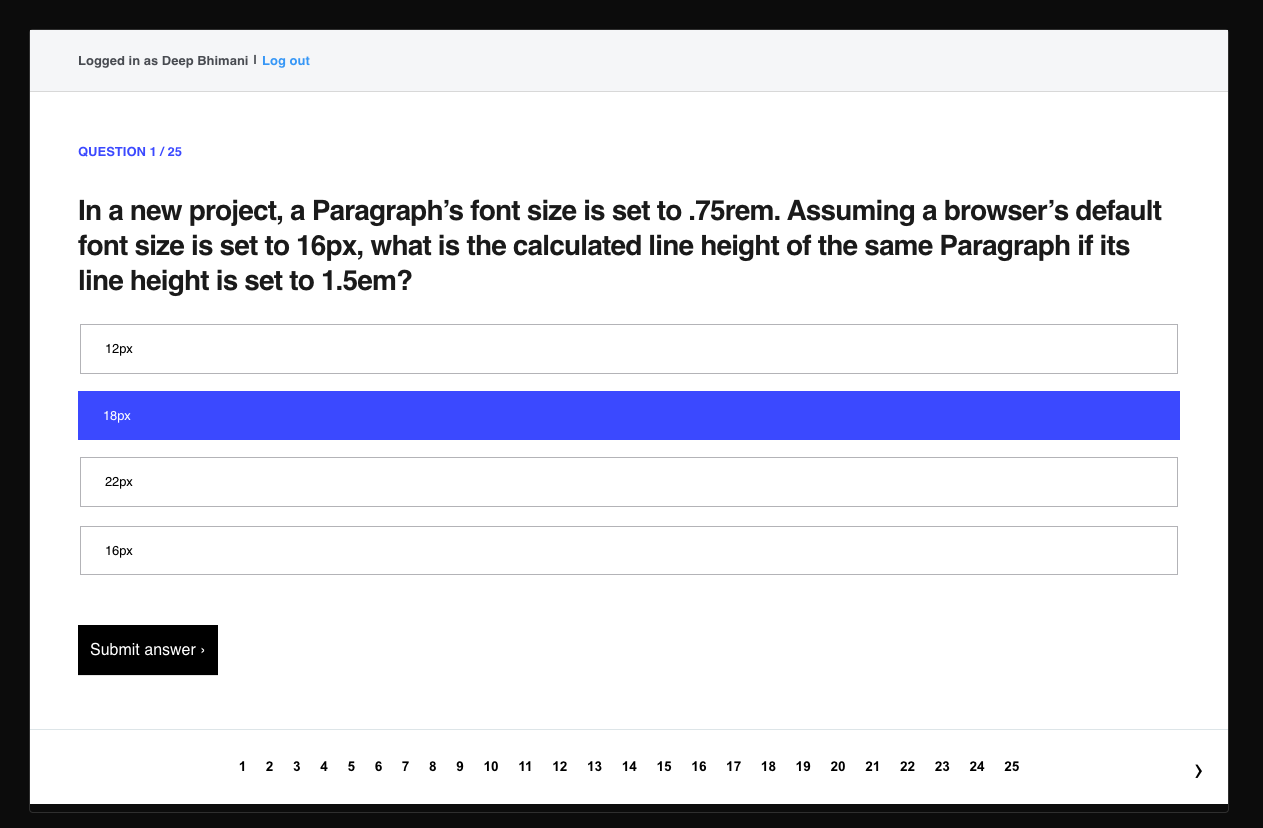 Logged in as Deep Bhimani | Log out
QUESTION 1 / 25
In a new project, a Paragraph’s font size is set to .75rem. Assuming a browser’s default
font size is set to 16px, what is the calculated line height of the same Paragraph if its
line height is set to 1.5em?
12px
18px
22px
16px
Submit answer ›
1 2 3 4 5 6 7 8 9 10 11 12 13 14 15 16 17 18 19 20 21 22 23 24 25 ❯